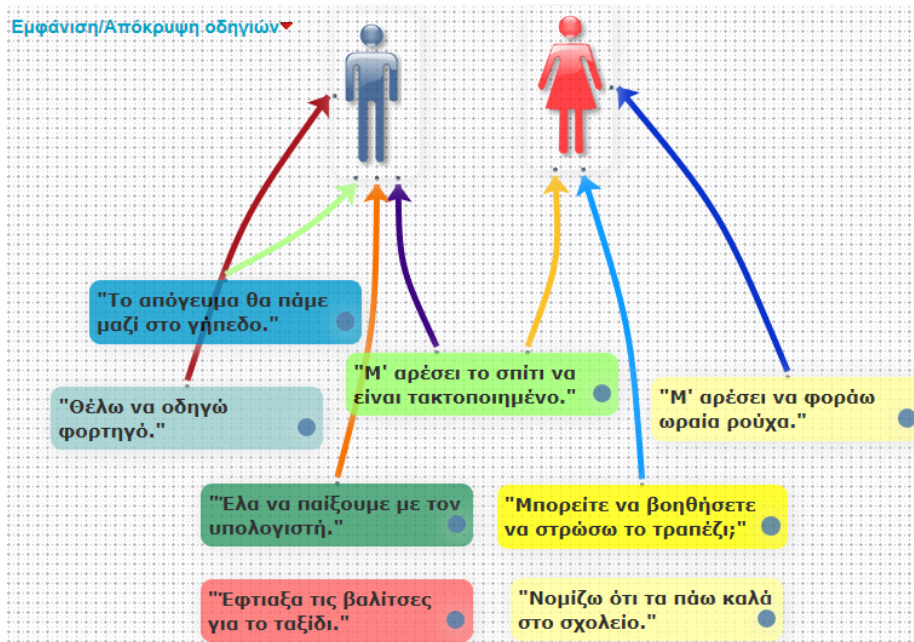 Εμφάνιση/Απόκρυψη οδηγιών
"Το απόγευμα θα πάμε
μαζί στο γήπεδο."
"Μ' αρέσει το σπίτι να
είναι τακτοποιημένο."
"Θέλω να οδηγώ
φορτηγό."
"Μ' αρέσει να φοράω
ωραία ρούχα."
"Έλα να παίξουμε με τον
υπολογιστή."
"Μπορείτε να βοηθήσετε
να στρώσω το τραπέζι;"
"Έφτιαξα τις βαλίτσες
για το ταξίδι."
"Νομίζω ότι τα πάω καλά
στο σχολείο."